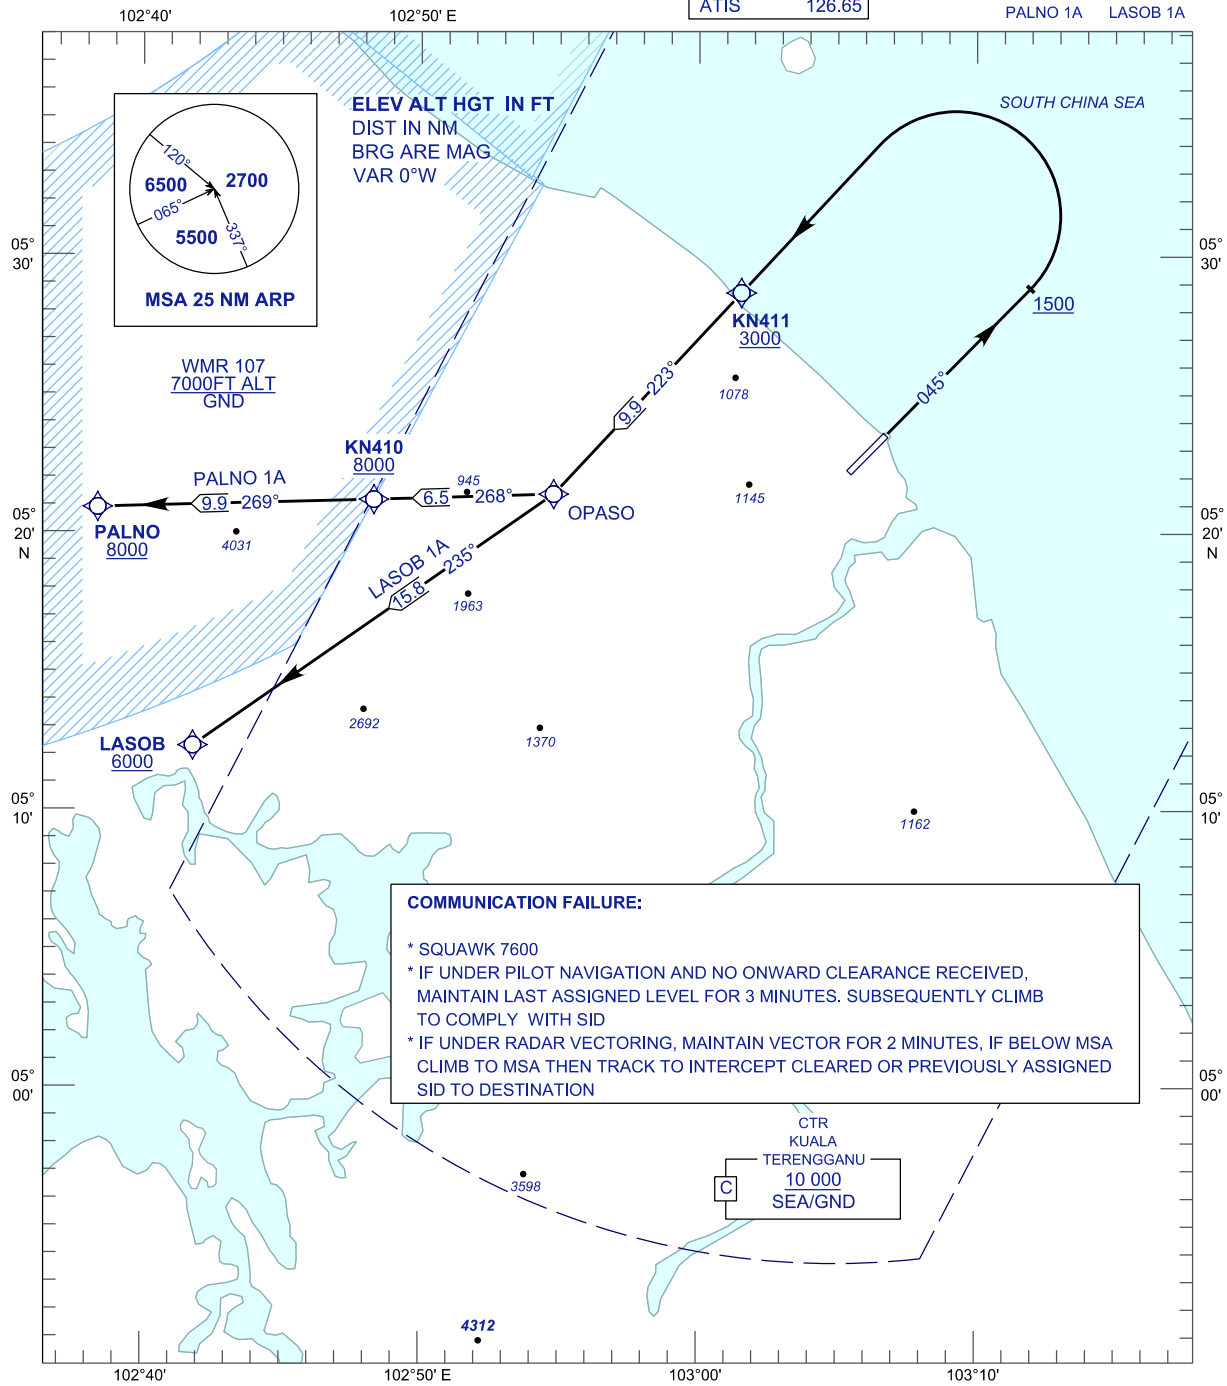 ATIS 126.65
PALNO 1A LASOB 1A
102°40'
102°50' E
ELEV ALT HGT IN FT
DIST IN NM
BRG ARE MAG
VAR 0°W
SOUTH CHINA SEA
120°
6500
2700
065°
5500
337°
MSA 25 NM ARP
05°
30'
05°
30'
1500
KN411
3000
WMR 107
7000FT ALT
GND
223°
9.9
045°
1078
KN410
8000
PALNO 1A
9.9 269°
945
6.5 268°
1145
OPASO
PALNO
8000
4031
05°
20'
N
05°
20'
N
LASOB 1A
235°
15.8
1963
2692
1370
LASOB
6000
05°
10'
05°
10'
1162
COMMUNICATION FAILURE:
* SQUAWK 7600
* IF UNDER PILOT NAVIGATION AND NO ONWARD CLEARANCE RECEIVED,
MAINTAIN LAST ASSIGNED LEVEL FOR 3 MINUTES. SUBSEQUENTLY CLIMB
TO COMPLY WITH SID
* IF UNDER RADAR VECTORING, MAINTAIN VECTOR FOR 2 MINUTES, IF BELOW MSA
CLIMB TO MSA THEN TRACK TO INTERCEPT CLEARED OR PREVIOUSLY ASSIGNED
SID TO DESTINATION
05°
00'
05°
00'
CTR
KUALA
TERENGGANU
C
10 000
SEA/GND
3598
4312
102°40'
102°50' E
103°00'
103°10'